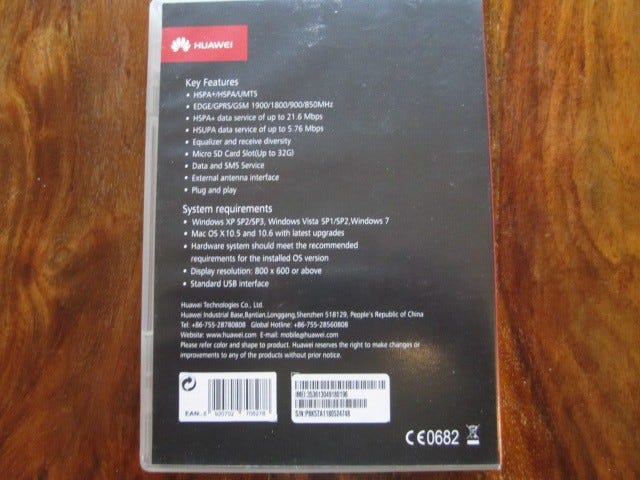 HUAWEI
Key Features
• HSPA+/HSPA/UMTS
• EDGE/GPRS/GSM 1900/1800/900/850MHz
• HSPA+ data service of up to 21.6 Mbps
• HSUPA data service of up to 5.76 Mbps
• Equalizer and receive diversity
• Micro SD Card Slot(Up to 32G)
• Data and SMS Service
• External antenna interface
• Plug and play
System requirements
• Windows XP SP2/SP3, Windows Vista SP1/SP2,Windows 7
• Mac OS X10.5 and 10.6 with latest upgrades
• Hardware system should meet the recommended
requirements for the installed OS version
• Display resolution: 800 x 600 or above
• Standard USB interface
Huawei Technologies Co., Ltd.
Huawei Industrial Base,Bantian,Longgang,Shenzhen 518129, People's Republic of China
Tel: +86-755-28780808 Global Hotline: +86-755-28560808
Website: www.huawei.com E-mail: mobile@huawei.com
Please refer color and shape to product. Huawei reserves the right to make changes or
improvements to any of the products without prior notice.
EAN:
IMEI:353613049180196
CE0682